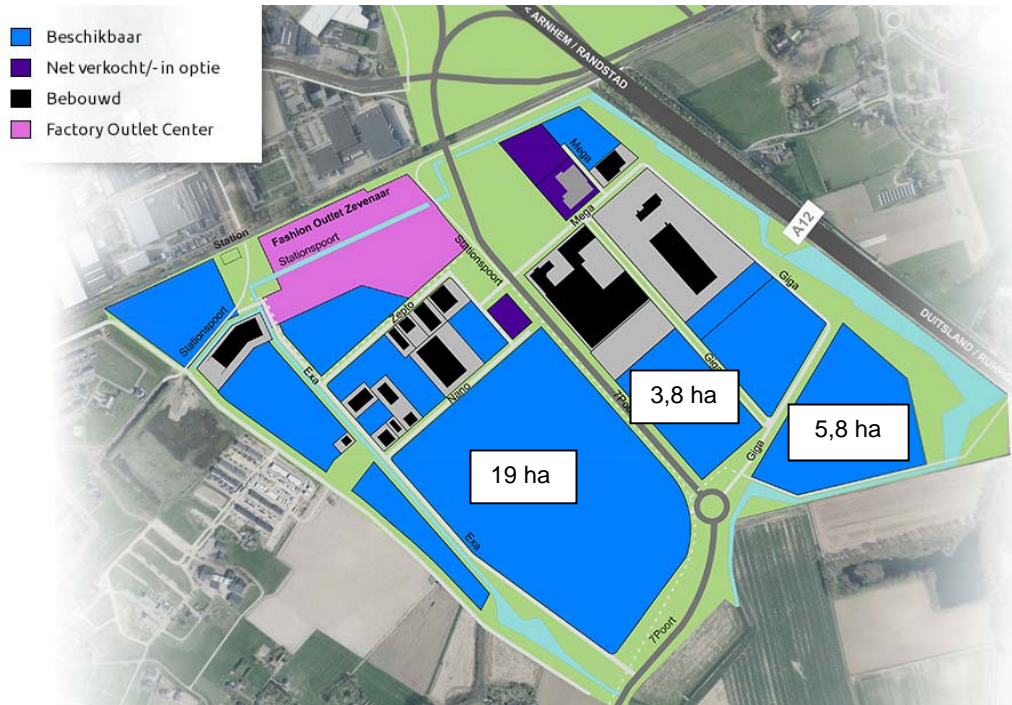 Beschikbaar
Net verkocht/- in optie
Bebouwd
Factory Outlet Center
< ARNHEM / RANDSTAD
A12
DUITSLAND / RUHR
Mega
Mega
Fashion Outlet Zevenaar
Station
Stationspoort
Stationspoort
Stationspoort
Zepto
Exa
Nano
Giga
Giga
7Poort
3,8 ha
5,8 ha
Giga
19 ha
Exa
7Poort